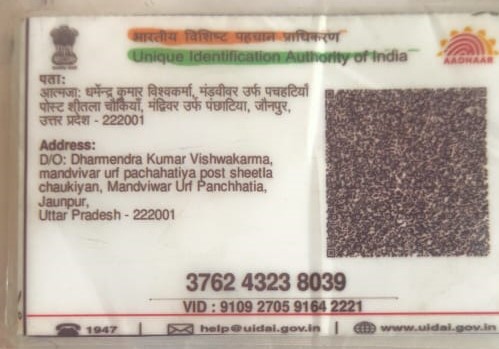 भारतीय विशिष्ट पहचान प्राधिकरण
Unique Identification Authority of India
AADHAAR
पता:
आत्मजा: धर्मेन्द्र कुमार विश्वकर्मा, मंड़वीवर उर्फ पचहटियाँ
पोस्ट शीतला चौकियाँ, मंद्रिवर उर्फ पंछाटिया, जौनपुर,
उत्तर प्रदेश - 222001
Address:
D/O: Dharmendra Kumar Vishwakarma,
mandvivar urf pachahatiya post sheetla
chaukiyan, Mandviwar Urf Panchhatia,
Jaunpur,
Uttar Pradesh - 222001
3762 4323 8039
VID : 9109 2705 9164 2221
1947 | help@uidai.gov.in | www.uidai.gov.in